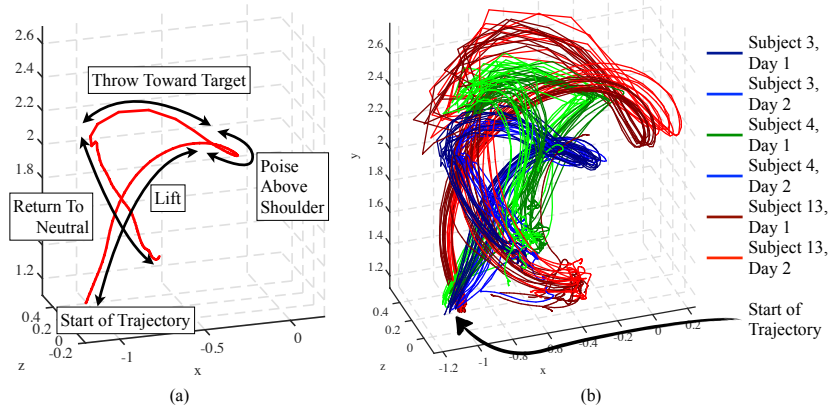 2.6
2.4
2.2
2
1.8
1.6
1.2
0.4
0.2
0
-0.2
z
-1
-0.5
0
x
Throw Toward Target
Poise
Above
Shoulder
Lift
Return To
Neutral
Start of Trajectory
(a)
2.6
2.4
2.2
2
1.8
1.6
1.4
1.2
y
0.4
0.2
0
z
-1.2
-1
-0.8
-0.6
-0.4
-0.2
0
0.2
x
(b)
Subject 3,
Day 1
Subject 3,
Day 2
Subject 4,
Day 1
Subject 4,
Day 2
Subject 13,
Day 1
Subject 13,
Day 2
Start of
Trajectory